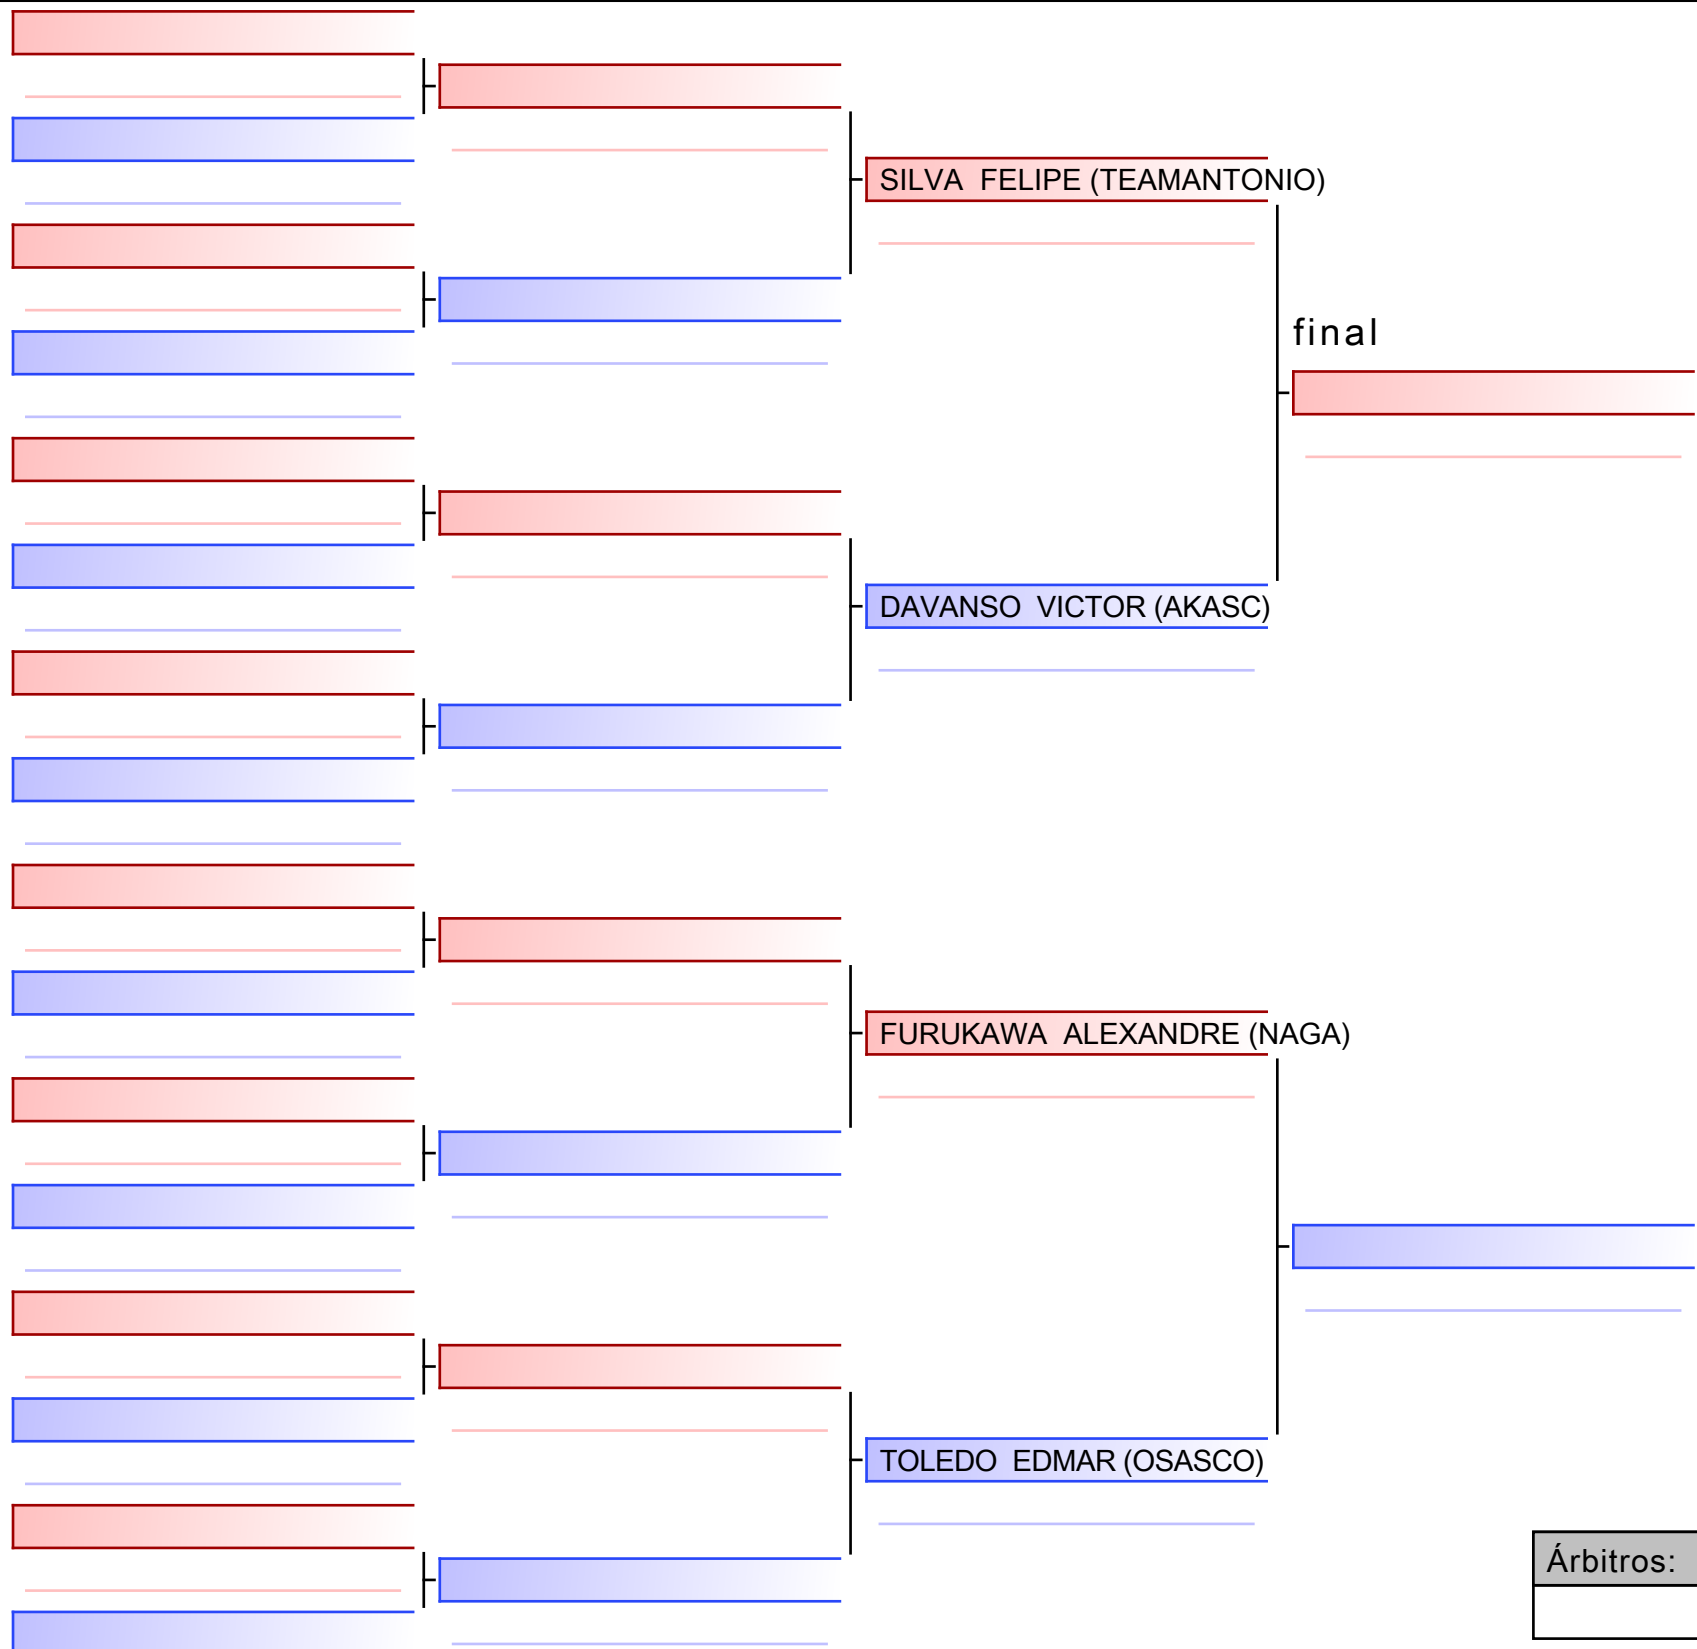 SILVA  FELIPE (TEAMANTONIO)
final
DAVANSO  VICTOR (AKASC)
FURUKAWA  ALEXANDRE (NAGA)
TOLEDO  EDMAR (OSASCO)
Árbitros: